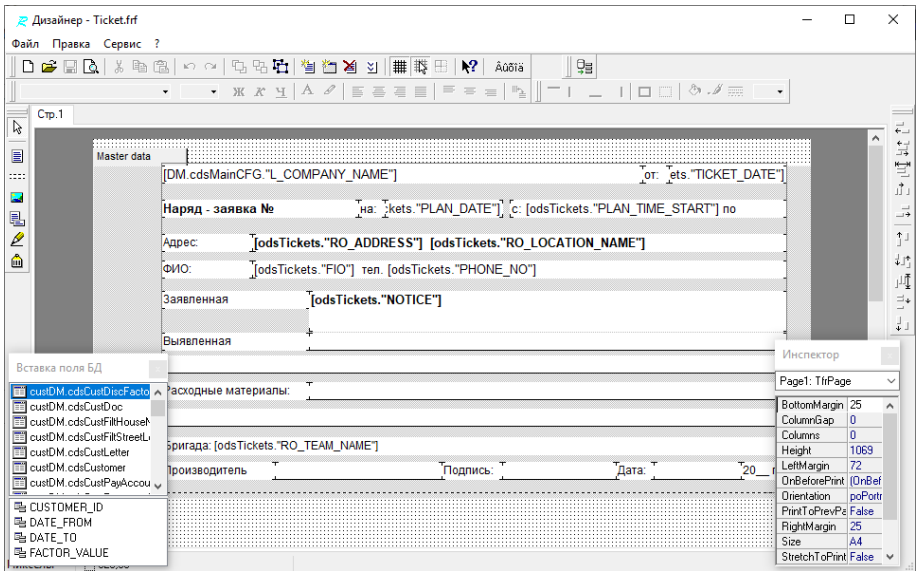 Дизайнер - Ticket.frf
Файл Правка Сервис ?
Âûõîä
Ж К Ч A
Стр.1
Master data
[DM.cdsMainCFG."L_COMPANY_NAME"] от: ets."TICKET_DATE"]
Наряд - заявка № на: kets."PLAN_DATE"] с: [odsTickets."PLAN_TIME_START"] по
Адрес: [odsTickets."RO_ADDRESS"] [odsTickets."RO_LOCATION_NAME"]
ФИО: [odsTickets."FIO"] тел. [odsTickets."PHONE_NO"]
Заявленная [odsTickets."NOTICE"]
Выявленная
Расходные материалы:
Бригада: [odsTickets."RO_TEAM_NAME"]
Производитель Подпись: Дата: 20__
Вставка поля БД
custDM.cdsCustDiscFacto
custDM.cdsCustDoc
custDM.cdsCustFiltHouseN
custDM.cdsCustFiltStreetL
custDM.cdsCustLetter
custDM.cdsCustomer
custDM.cdsCustPayAccou
CUSTOMER_ID
DATE_FROM
DATE_TO
FACTOR_VALUE
Инспектор
Page1: TfrPage
BottomMargin 25
ColumnGap 0
Columns 0
Height 1069
LeftMargin 72
OnBeforePrint (OnBef
Orientation poPortr
PrintToPrevPa False
RightMargin 25
Size A4
StretchToPrint False